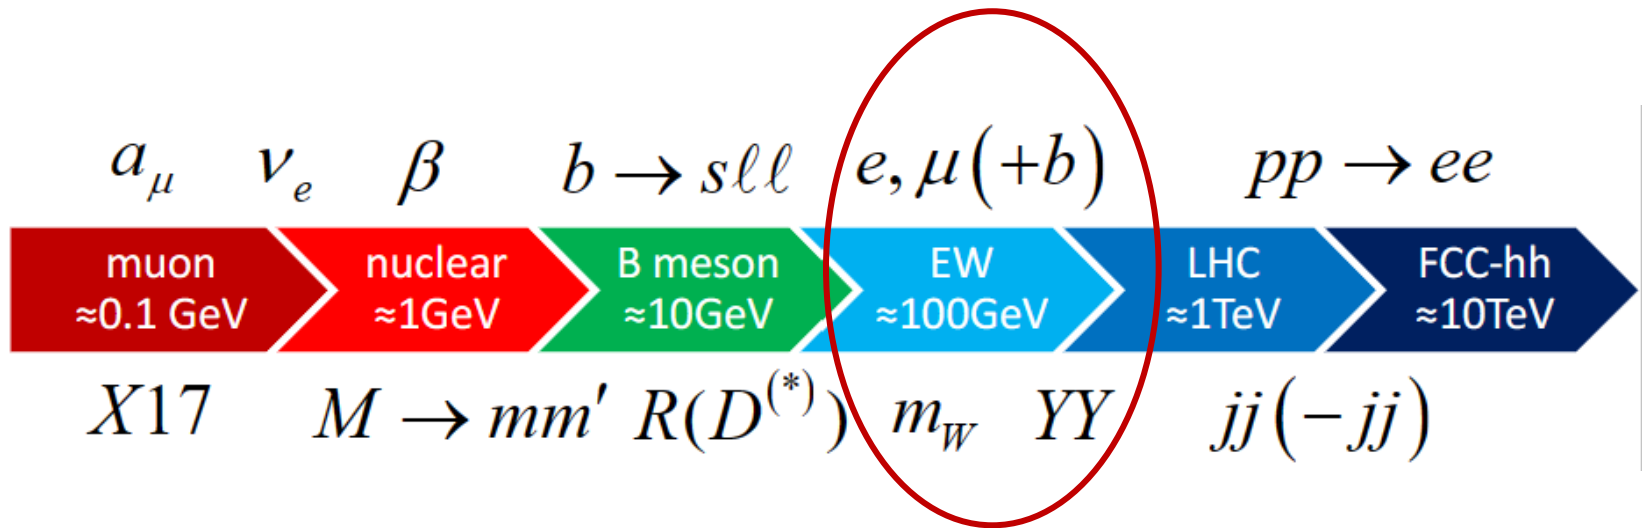 a_μ ν_e β b → sℓℓ e, μ(+b) pp → ee
muon nuclear B meson EW LHC FCC-hh
≈0.1 GeV ≈1GeV ≈10GeV ≈100GeV ≈1TeV ≈10TeV
X17 M → mm′ R(D^(*)) m_W YY jj(−jj)